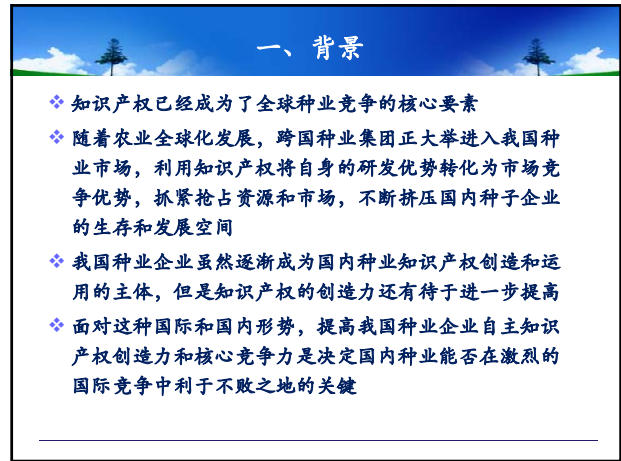 一、背景
知识产权已经成为了全球种业竞争的核心要素
随着农业全球化发展，跨国种业集团正大举进入我国种
业市场，利用知识产权将自身的研发优势转化为市场竞
争优势，抓紧抢占资源和市场，不断挤压国内种子企业
的生存和发展空间
我国种业企业虽然逐渐成为国内种业知识产权创造和运
用的主体，但是知识产权的创造力还有待于进一步提高
面对这种国际和国内形势，提高我国种业企业自主知识
产权创造力和核心竞争力是决定国内种业能否在激烈的
国际竞争中利于不败之地的关键